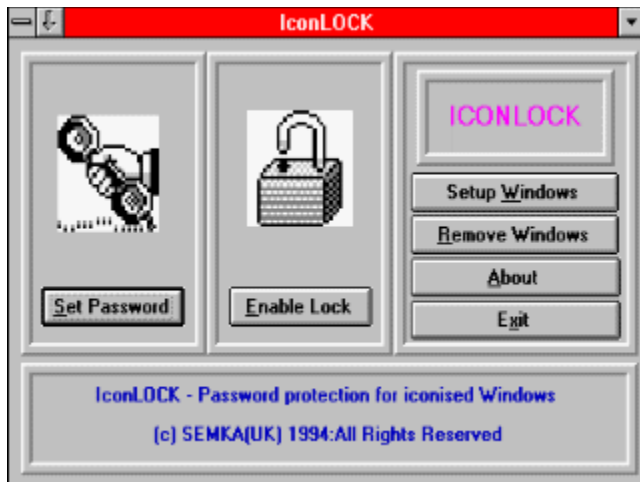 IconLOCK
ICONLOCK
Setup Windows
Remove Windows
About
Exit
Set Password
Enable Lock
IconLOCK - Password protection for iconised Windows
(c) SEMKA(UK) 1994:All Rights Reserved